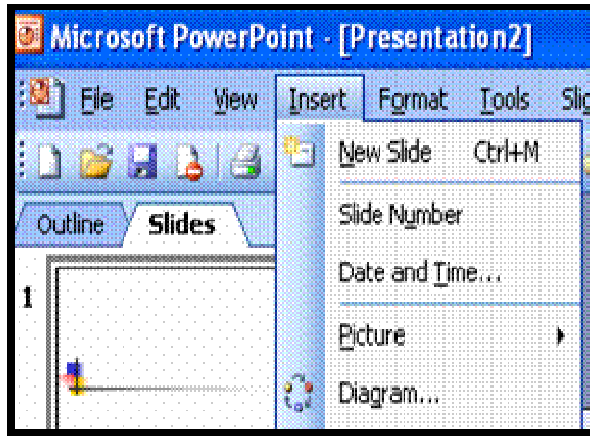 Microsoft PowerPoint - [Presentation2]
File Edit View Insert Format Tools
New Slide Ctrl+M
Slide Number
Outline Slides
Date and Time...
1
Picture
Diagram...